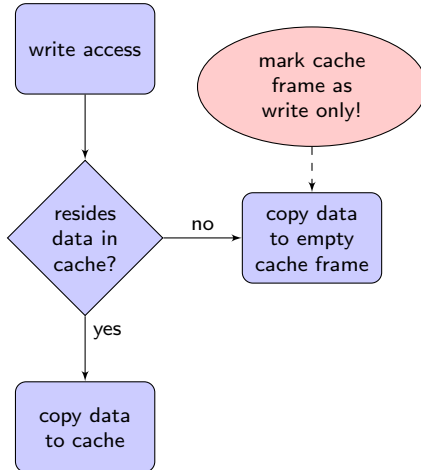 write access
mark cache
frame as
write only!
resides
data in
cache?
no
copy data
to empty
cache frame
yes
copy data
to cache